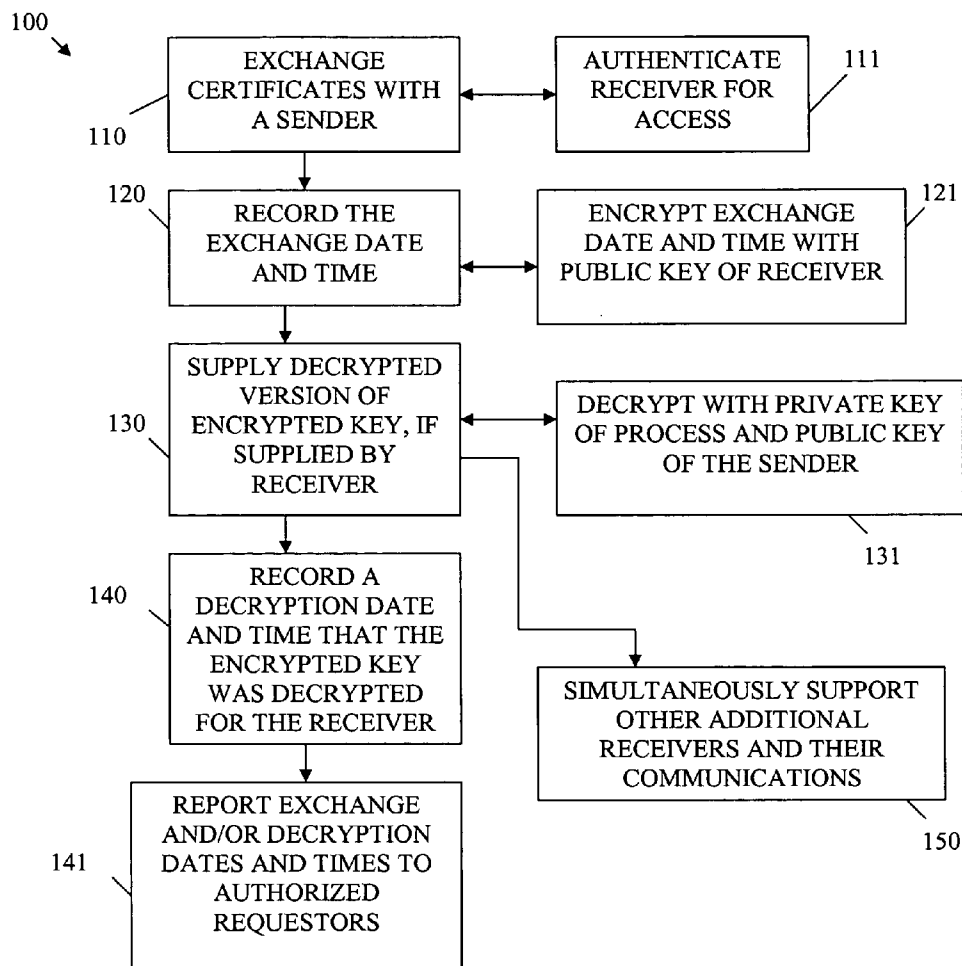 100
EXCHANGE
CERTIFICATES WITH
A SENDER
110
AUTHENTICATE
RECEIVER FOR
ACCESS
111
120
RECORD THE
EXCHANGE DATE
AND TIME
ENCRYPT EXCHANGE
DATE AND TIME WITH
PUBLIC KEY OF RECEIVER
121
SUPPLY DECRYPTED
VERSION OF
ENCRYPTED KEY, IF
SUPPLIED BY
RECEIVER
130
DECRYPT WITH PRIVATE KEY
OF PROCESS AND PUBLIC KEY
OF THE SENDER
131
140
RECORD A
DECRYPTION DATE
AND TIME THAT THE
ENCRYPTED KEY
WAS DECRYPTED
FOR THE RECEIVER
SIMULTANEOUSLY SUPPORT
OTHER ADDITIONAL
RECEIVERS AND THEIR
COMMUNICATIONS
150
141
REPORT EXCHANGE
AND/OR DECRYPTION
DATES AND TIMES TO
AUTHORIZED
REQUESTORS